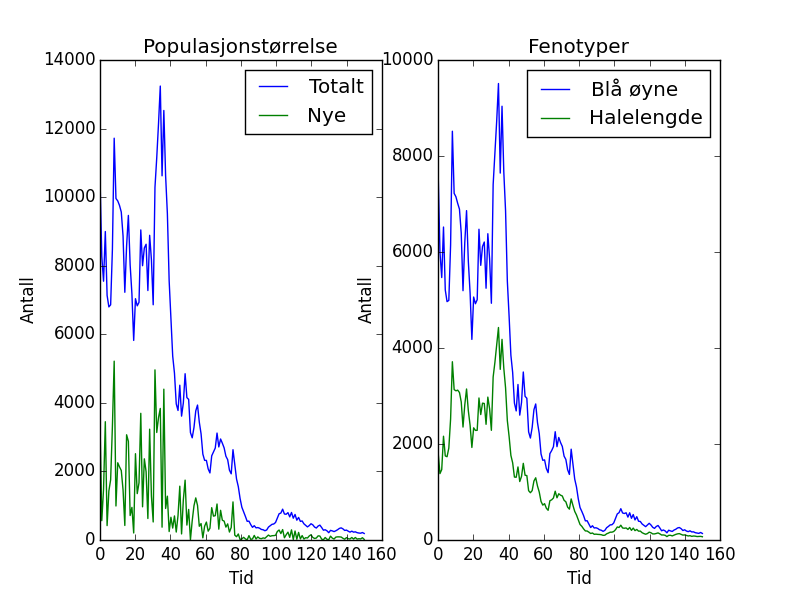 Populasjonstørrelse
14000
12000
10000
8000
6000
4000
2000
0
Antall
Totalt
Nye
0 20 40 60 80 100 120 140 160
Tid
Fenotyper
10000
8000
6000
4000
2000
0
Antall
Blå øyne
Halelengde
0 20 40 60 80 100 120 140 160
Tid